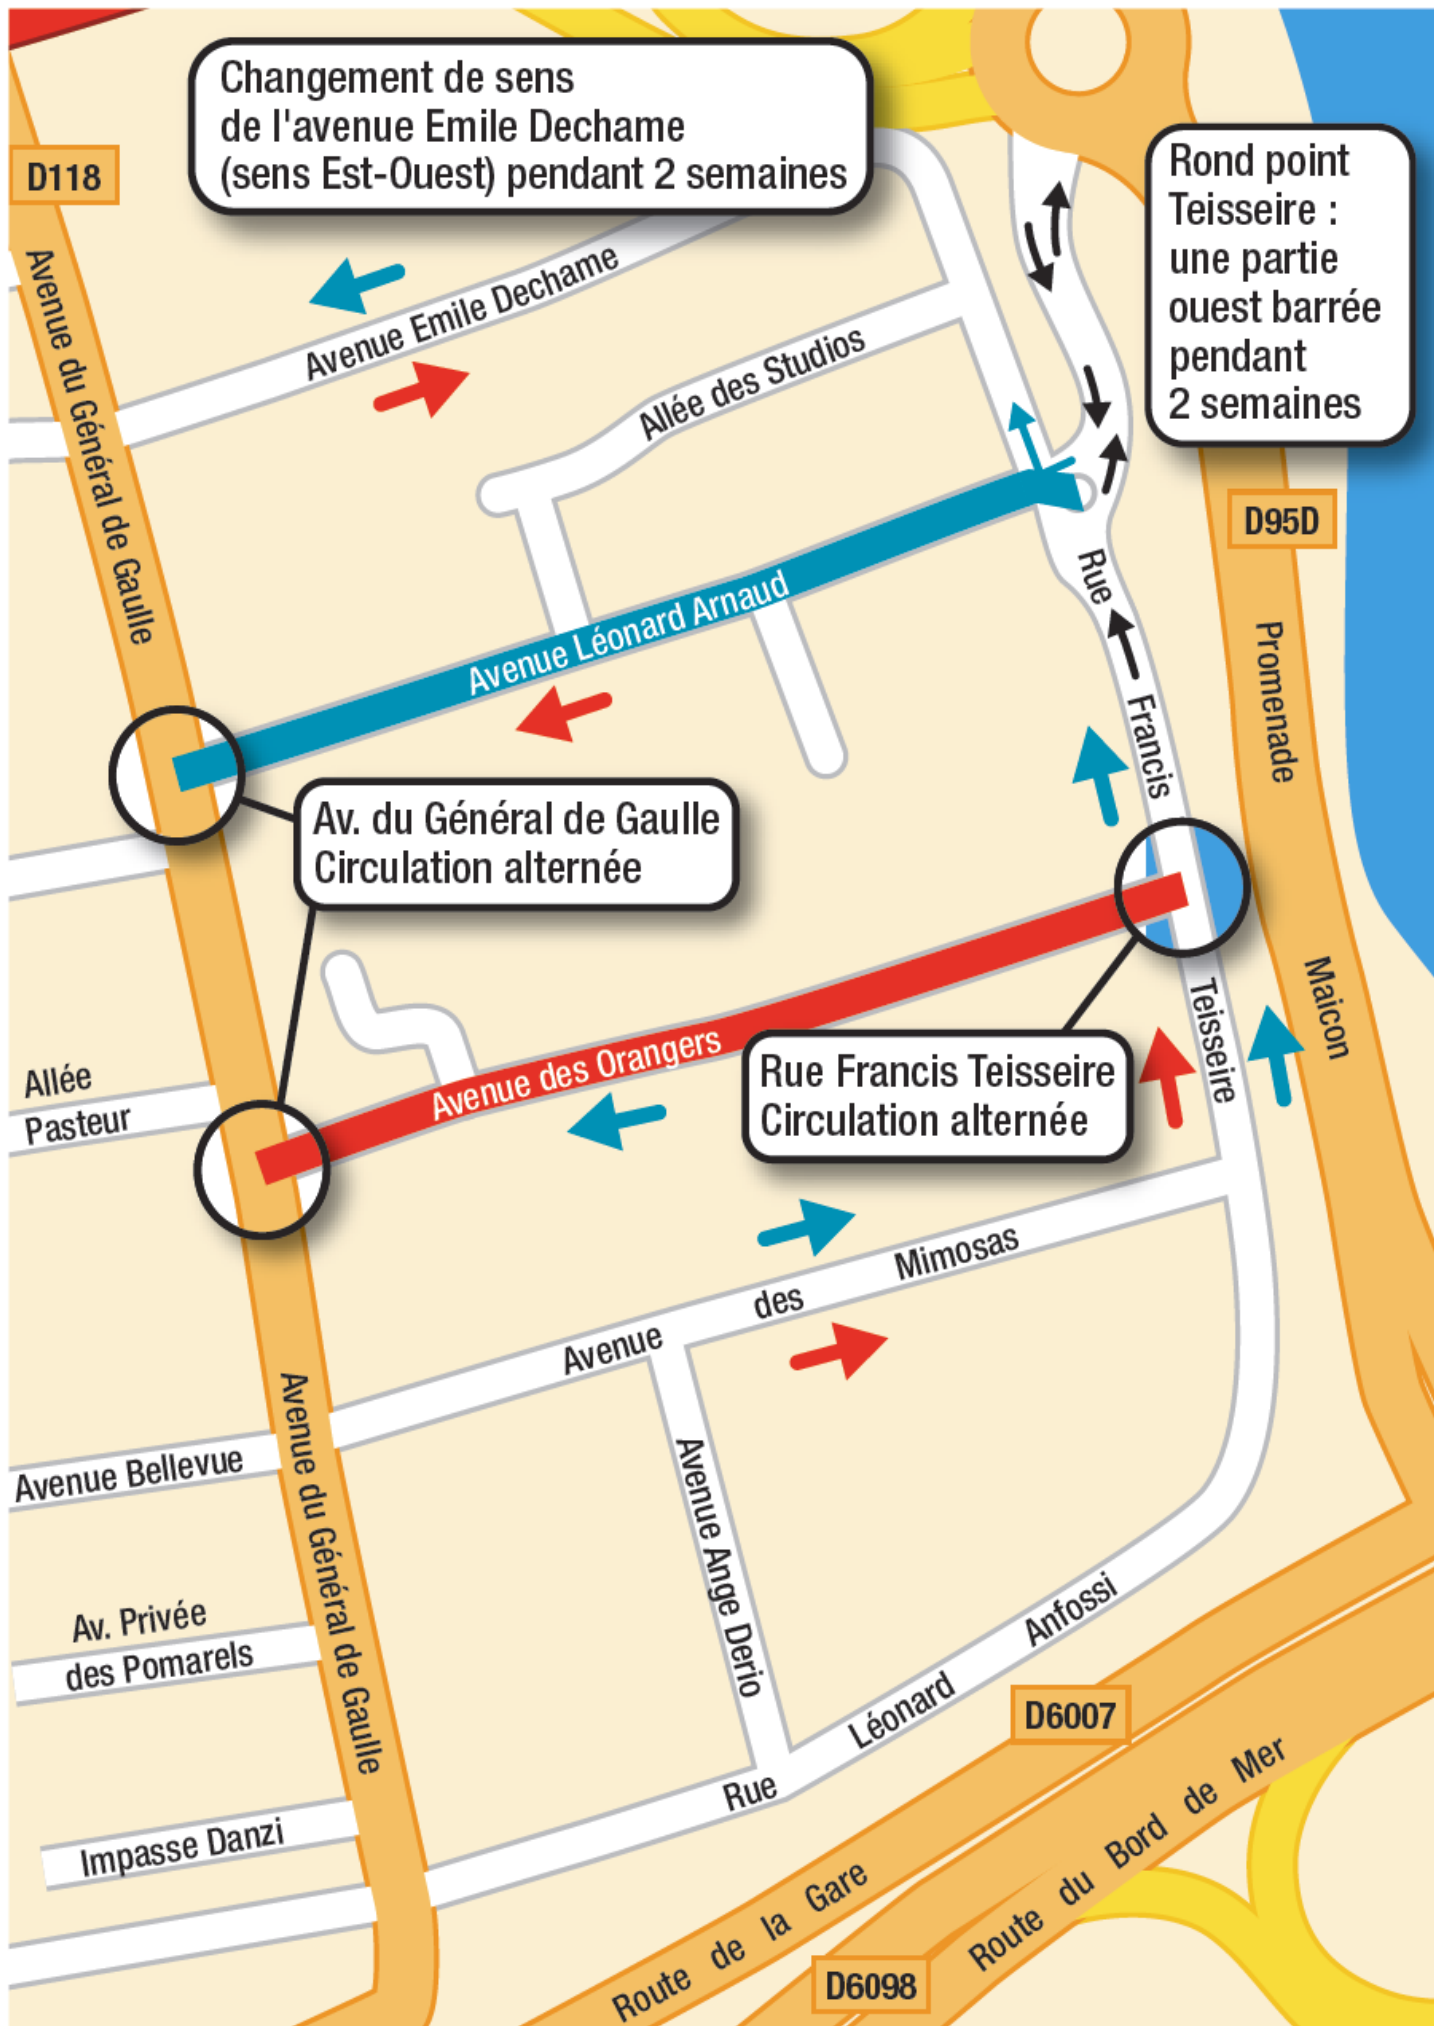 Changement de sens
de l'avenue Emile Dechame
(sens Est-Ouest) pendant 2 semaines
Rond point
Teisseire :
une partie
ouest barrée
pendant
2 semaines
D118
Avenue du Général de Gaulle
Avenue Emile Dechame
Allée des Studios
D95D
Avenue Léonard Arnaud
Rue Francis Teisseire
Promenade Maicon
Av. du Général de Gaulle
Circulation alternée
Avenue des Orangers
Rue Francis Teisseire
Circulation alternée
Allée
Pasteur
Avenue des Mimosas
Avenue Bellevue
Avenue du Général de Gaulle
Avenue Ange Derio
Av. Privée
des Pomarels
Rue Léonard Anfossi
Impasse Danzi
D6007
Route de la Gare
Route du Bord de Mer
D6098